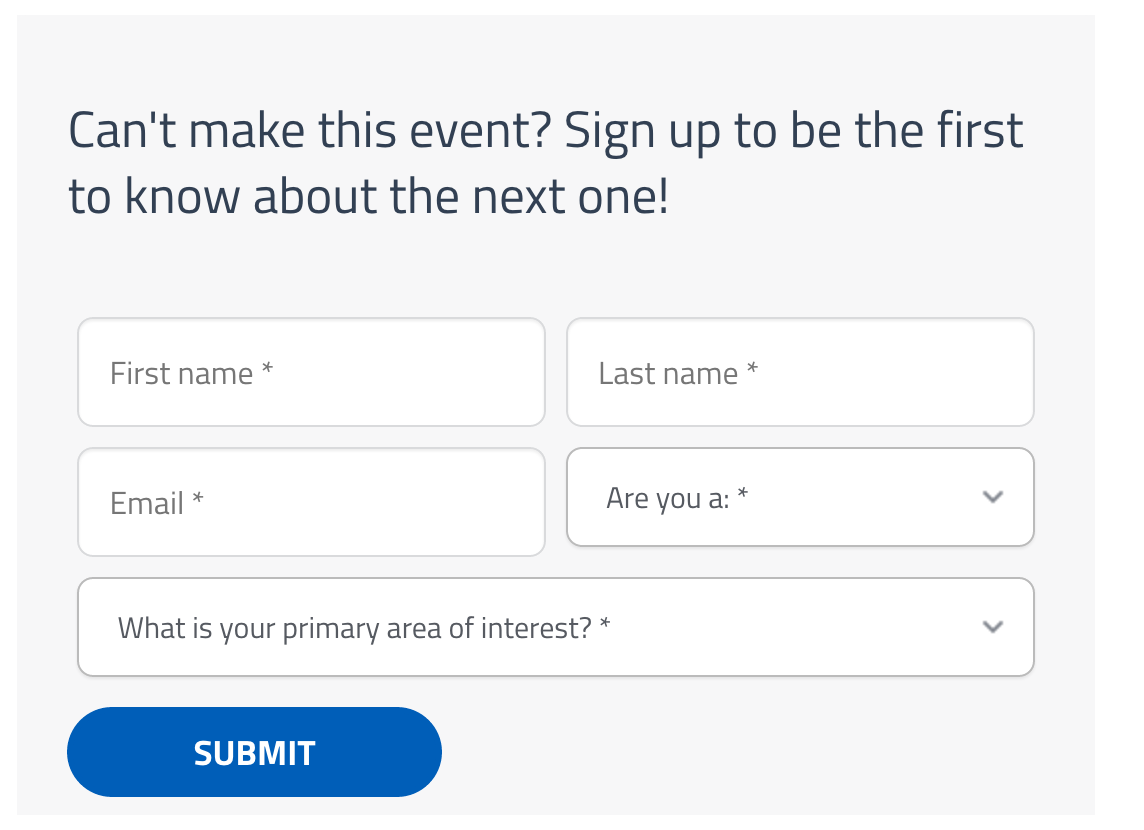 Can't make this event? Sign up to be the first
to know about the next one!
First name *
Last name *
Email *
Are you a: *
What is your primary area of interest? *
SUBMIT